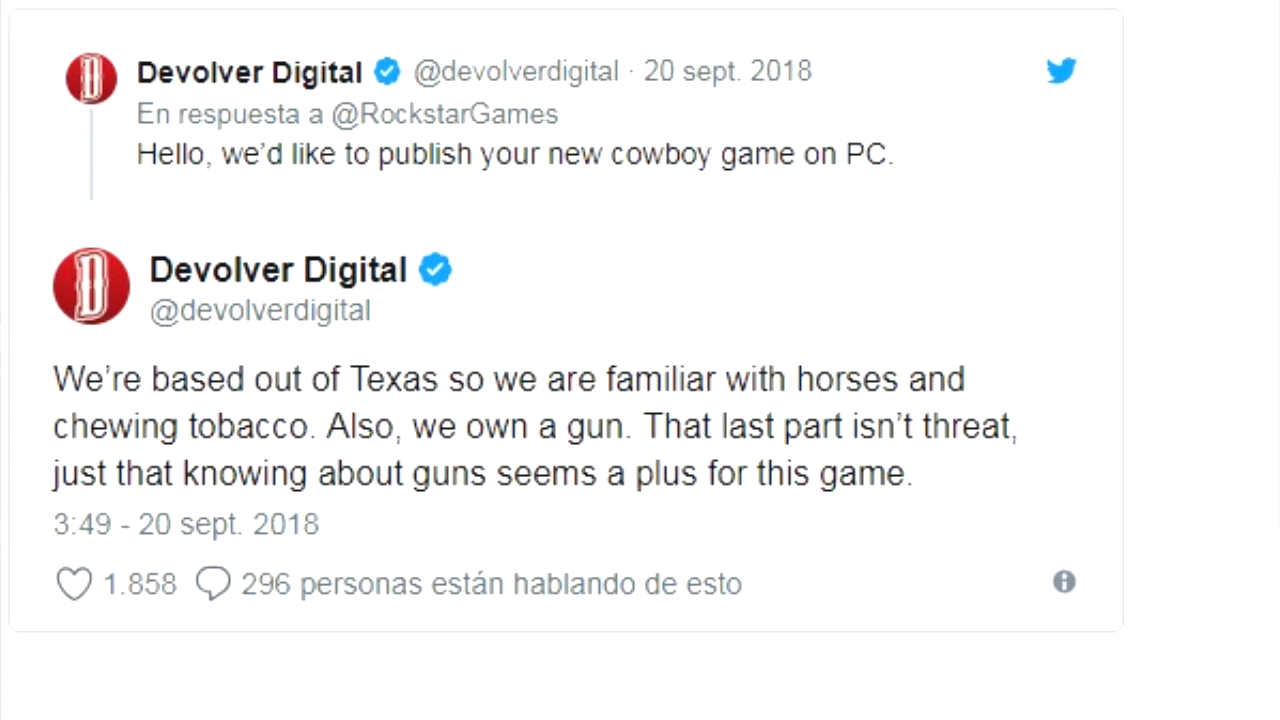 Devolver Digital @devolverdigital · 20 sept. 2018
En respuesta a @RockstarGames
Hello, we’d like to publish your new cowboy game on PC.
Devolver Digital
@devolverdigital
We’re based out of Texas so we are familiar with horses and
chewing tobacco. Also, we own a gun. That last part isn’t threat,
just that knowing about guns seems a plus for this game.
3:49 - 20 sept. 2018
1.858 296 personas están hablando de esto